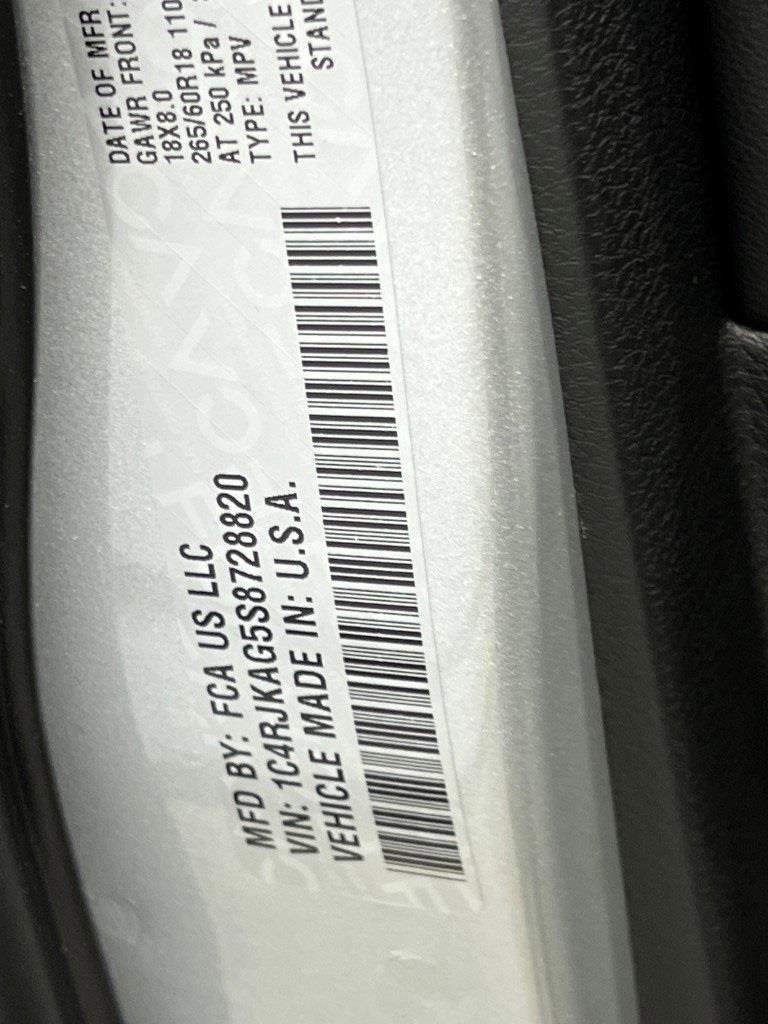 MFD BY: FCA US LLC
VIN: 1C4RJKAG5S8728820
VEHICLE MADE IN: U.S.A.
DATE OF MFR
GAWR FRONT:
18X8.0
265/60R18 110
AT 250 kPa /
TYPE: MPV
THIS VEHICLE
STAND